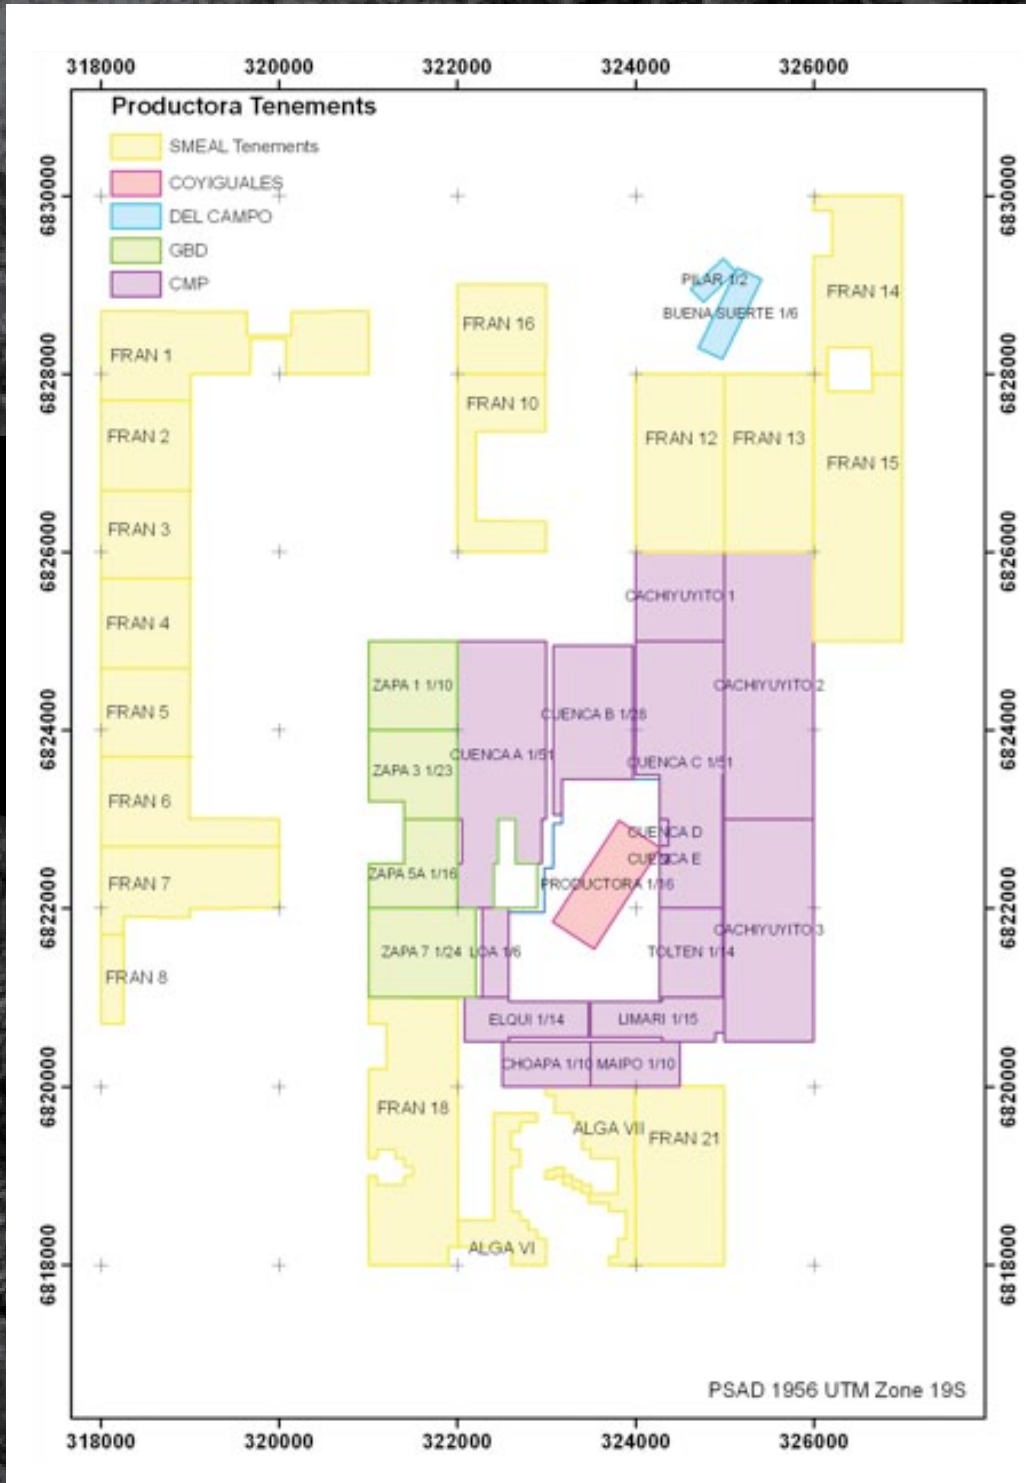 318000 320000 322000 324000 326000
Productora Tenements
SMEAL Tenements
COYIGUALES
DEL CAMPO
GBD
CMP
6830000
6830000
PILAR 1/2
FRAN 14
BUENA SUERTE 1/6
FRAN 16
FRAN 1
6828000
6828000
FRAN 10
FRAN 2
FRAN 12
FRAN 13
FRAN 15
FRAN 3
6826000
6826000
CACHIYUYITO 1
FRAN 4
ZAPA 1 1/10
CACHIYUYITO 2
FRAN 5
CUENCA B 1/28
6824000
6824000
CUENCA A 1/51
CUENCA C 1/51
ZAPA 3 1/23
FRAN 6
CUENCA D
CUENCA E
ZAPA 5A 1/16
FRAN 7
PRODUCTORA 1/16
6822000
6822000
CACHIYUYITO 3
ZAPA 7 1/24
LOA 1/6
TOLTEN 1/14
FRAN 8
ELQUI 1/14
LIMARI 1/15
CHOAPA 1/10
MAIPO 1/10
6820000
6820000
FRAN 18
ALGA VII
FRAN 21
ALGA VI
6818000
6818000
PSAD 1956 UTM Zone 19S
318000 320000 322000 324000 326000